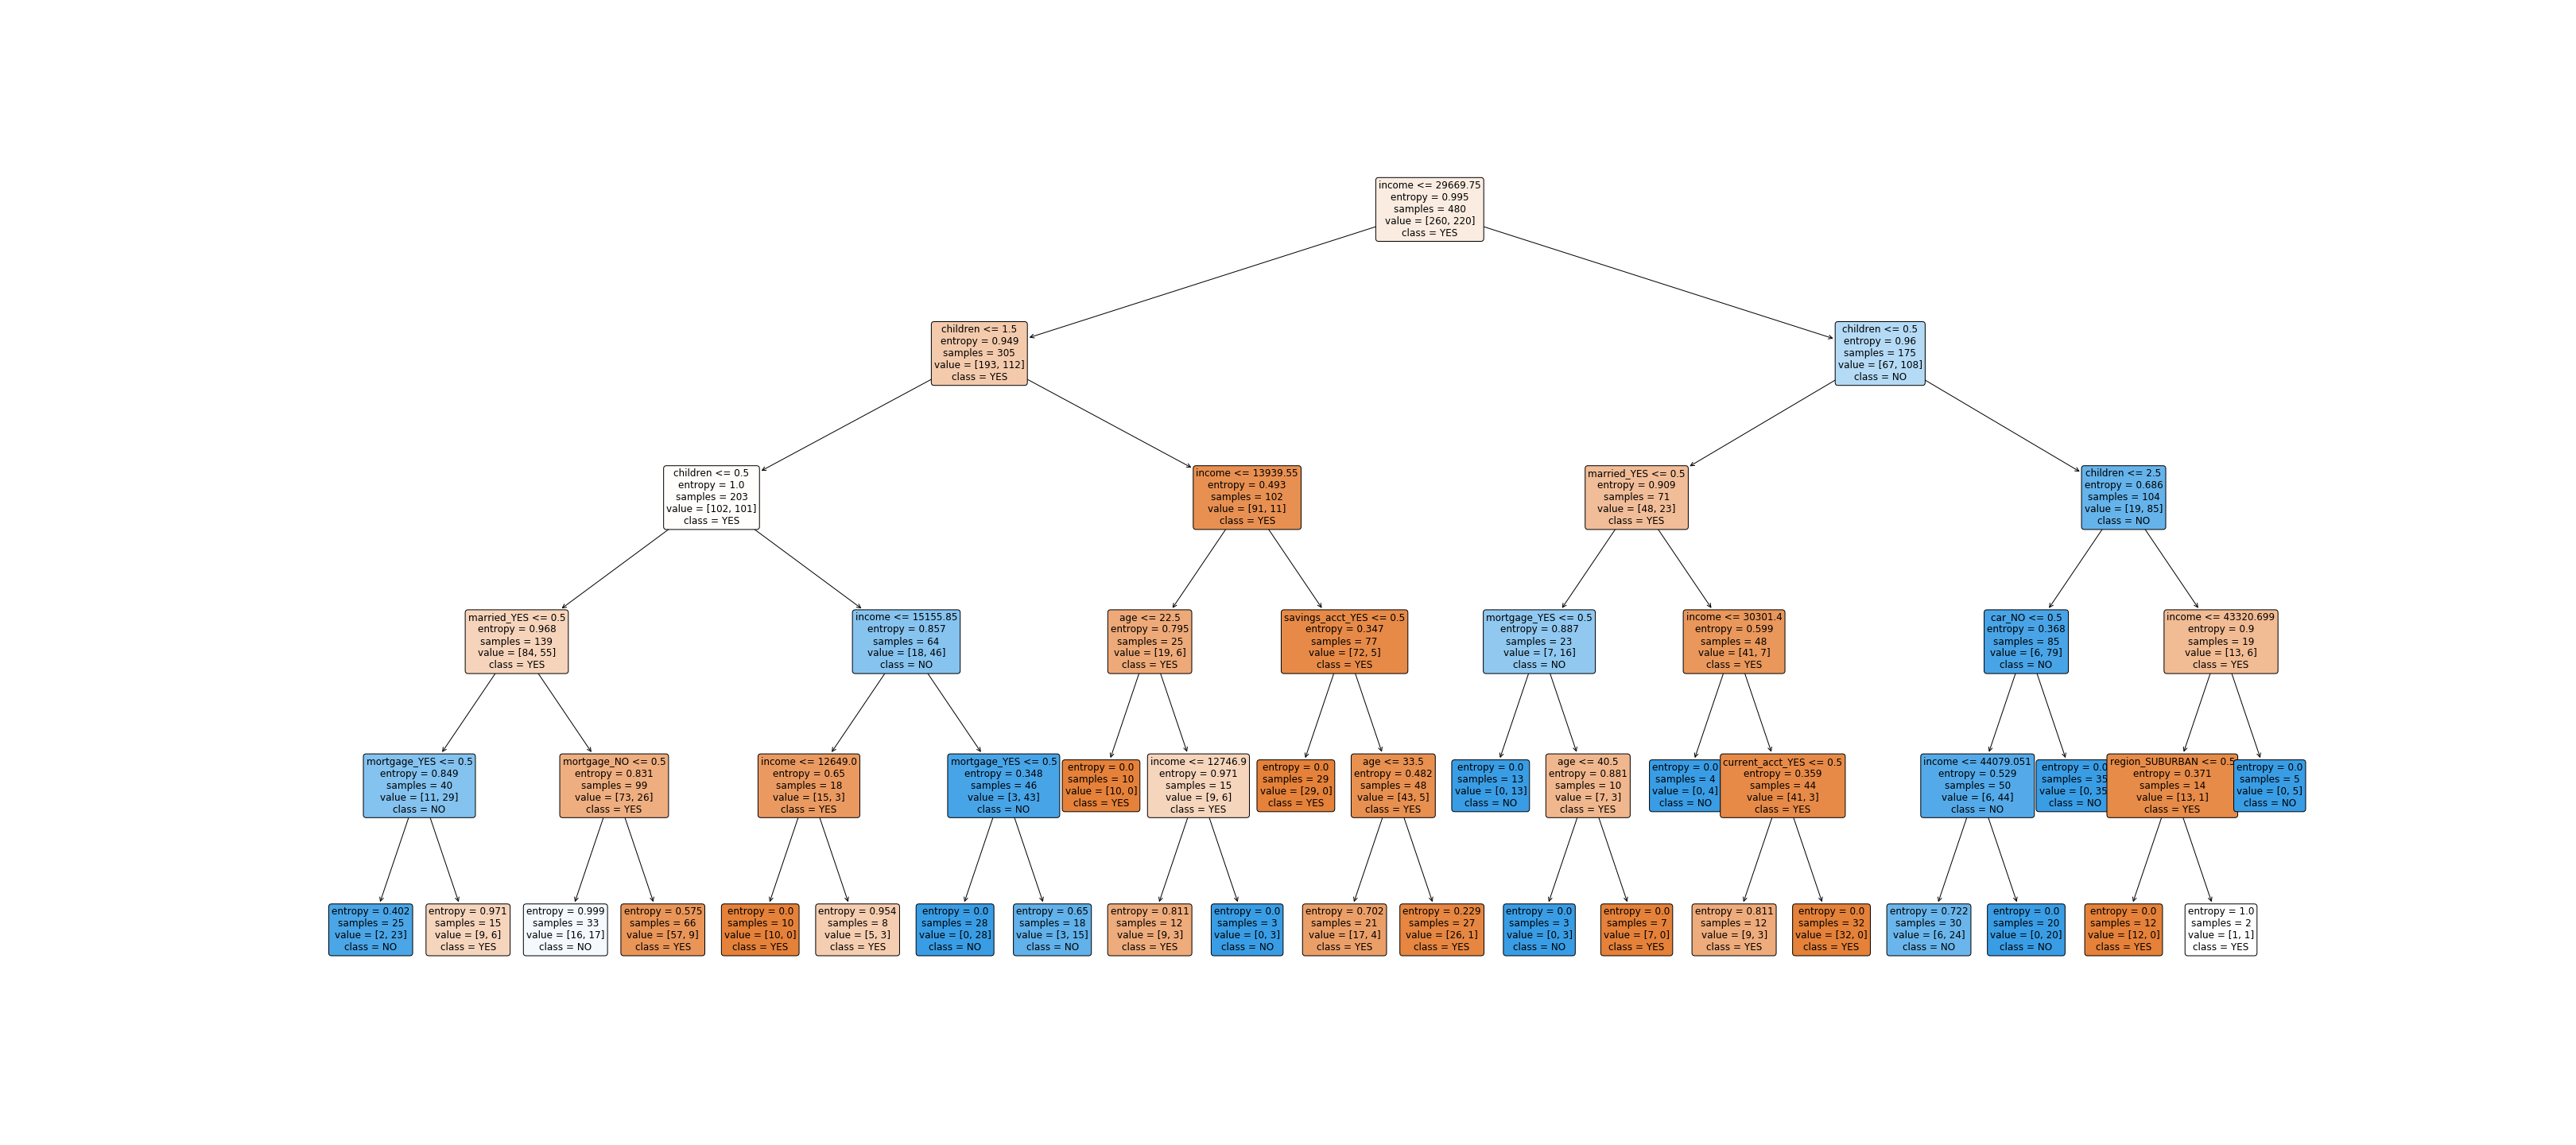 income <= 29669.75
entropy = 0.995
samples = 480
value = [260, 220]
class = YES
children <= 1.5
entropy = 0.949
samples = 305
value = [193, 112]
class = YES
children <= 0.5
entropy = 0.96
samples = 175
value = [67, 108]
class = NO
children <= 0.5
entropy = 1.0
samples = 203
value = [102, 101]
class = YES
income <= 13939.55
entropy = 0.493
samples = 102
value = [91, 11]
class = YES
married_YES <= 0.5
entropy = 0.909
samples = 71
value = [48, 23]
class = YES
children <= 2.5
entropy = 0.686
samples = 104
value = [19, 85]
class = NO
married_YES <= 0.5
entropy = 0.968
samples = 139
value = [84, 55]
class = YES
income <= 15155.85
entropy = 0.857
samples = 64
value = [18, 46]
class = NO
age <= 22.5
entropy = 0.795
samples = 25
value = [19, 6]
class = YES
savings_acct_YES <= 0.5
entropy = 0.347
samples = 77
value = [72, 5]
class = YES
mortgage_YES <= 0.5
entropy = 0.887
samples = 23
value = [7, 16]
class = NO
income <= 30301.4
entropy = 0.599
samples = 48
value = [41, 7]
class = YES
car_NO <= 0.5
entropy = 0.368
samples = 85
value = [6, 79]
class = NO
income <= 43320.699
entropy = 0.9
samples = 19
value = [13, 6]
class = YES
mortgage_YES <= 0.5
entropy = 0.849
samples = 40
value = [11, 29]
class = NO
mortgage_NO <= 0.5
entropy = 0.831
samples = 99
value = [73, 26]
class = YES
income <= 12649.0
entropy = 0.65
samples = 18
value = [15, 3]
class = YES
mortgage_YES <= 0.5
entropy = 0.348
samples = 46
value = [3, 43]
class = NO
entropy = 0.0
samples = 10
value = [10, 0]
class = YES
income <= 12746.9
entropy = 0.971
samples = 15
value = [9, 6]
class = YES
entropy = 0.0
samples = 29
value = [29, 0]
class = YES
age <= 33.5
entropy = 0.482
samples = 48
value = [43, 5]
class = YES
entropy = 0.0
samples = 13
value = [0, 13]
class = NO
age <= 40.5
entropy = 0.881
samples = 10
value = [7, 3]
class = YES
entropy = 0.0
samples = 4
value = [0, 4]
class = NO
current_acct_YES <= 0.5
entropy = 0.359
samples = 44
value = [41, 3]
class = YES
income <= 44079.051
entropy = 0.529
samples = 50
value = [6, 44]
class = NO
entropy = 0.0
samples = 35
value = [0, 35
class = NO
region_SUBURBAN <= 0.5
entropy = 0.371
samples = 14
value = [13, 1]
class = YES
entropy = 0.0
samples = 5
value = [0, 5]
class = NO
entropy = 0.402
samples = 25
value = [2, 23]
class = NO
entropy = 0.971
samples = 15
value = [9, 6]
class = YES
entropy = 0.999
samples = 33
value = [16, 17]
class = NO
entropy = 0.575
samples = 66
value = [57, 9]
class = YES
entropy = 0.0
samples = 10
value = [10, 0]
class = YES
entropy = 0.954
samples = 8
value = [5, 3]
class = YES
entropy = 0.0
samples = 28
value = [0, 28]
class = NO
entropy = 0.65
samples = 18
value = [3, 15]
class = NO
entropy = 0.811
samples = 12
value = [9, 3]
class = YES
entropy = 0.0
samples = 3
value = [0, 3]
class = NO
entropy = 0.702
samples = 21
value = [17, 4]
class = YES
entropy = 0.229
samples = 27
value = [26, 1]
class = YES
entropy = 0.0
samples = 3
value = [0, 3]
class = NO
entropy = 0.0
samples = 7
value = [7, 0]
class = YES
entropy = 0.811
samples = 12
value = [9, 3]
class = YES
entropy = 0.0
samples = 32
value = [32, 0]
class = YES
entropy = 0.722
samples = 30
value = [6, 24]
class = NO
entropy = 0.0
samples = 20
value = [0, 20]
class = NO
entropy = 0.0
samples = 12
value = [12, 0]
class = YES
entropy = 1.0
samples = 2
value = [1, 1]
class = YES